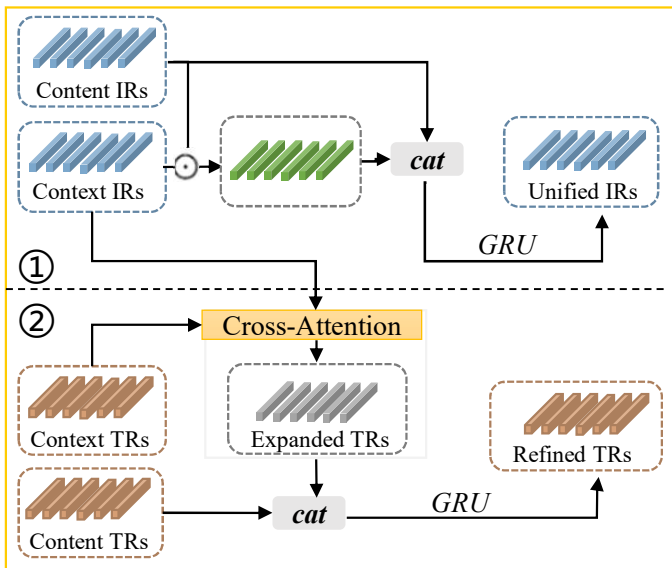 Content IRs
Context IRs
⊙
cat
Unified IRs
GRU
①
②
Cross-Attention
Context TRs
Expanded TRs
Refined TRs
Content TRs
cat
GRU